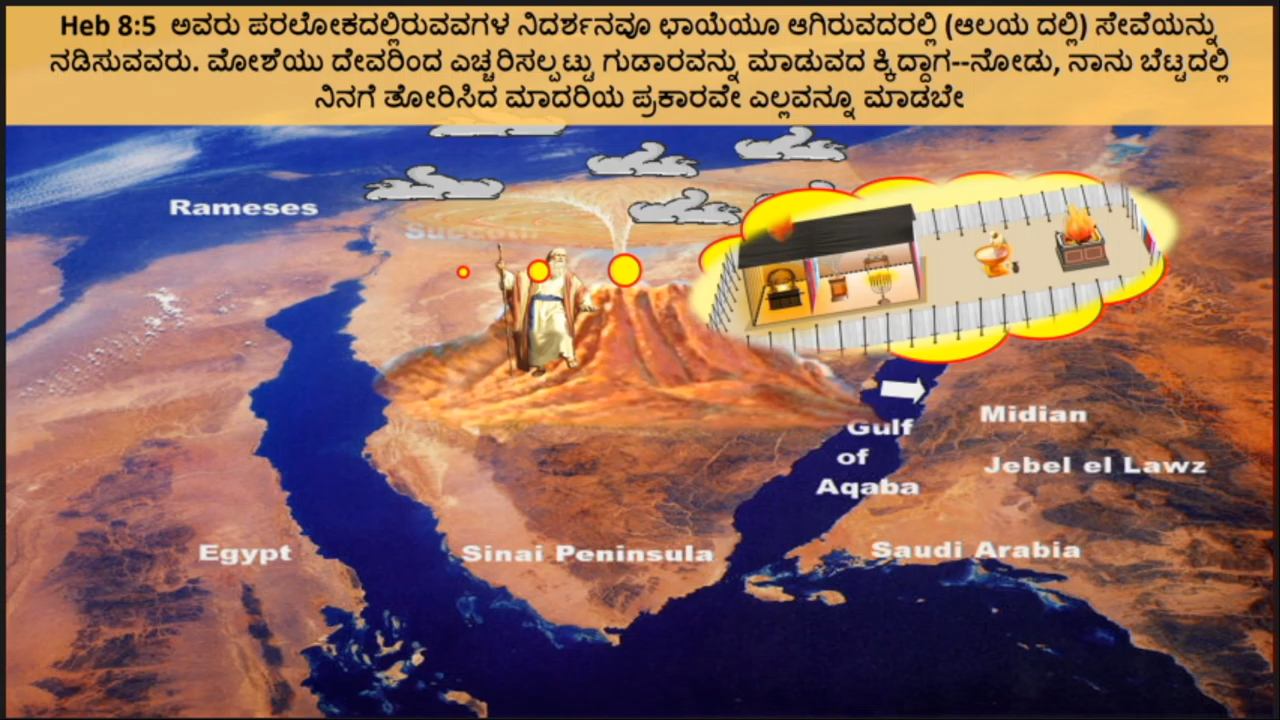 Heb 8:5 ಅವರು ಪರಲೋಕದಲ್ಲಿರುವವಗಳ ನಿದರ್ಶನವೂ ಛಾಯೆಯೂ ಆಗಿರುವದರಲ್ಲಿ (ಆಲಯ ದಲ್ಲಿ) ಸೇವೆಯನ್ನು
ನಡಿಸುವವರು. ಮೋಶೆಯು ದೇವರಿಂದ ಎಚ್ಚರಿಸಲ್ಪಟ್ಟು ಗುಡಾರವನ್ನು ಮಾಡುವದ ಕ್ಕಿದ್ದಾಗ--ನೋಡು, ನಾನು ಬೆಟ್ಟದಲ್ಲಿ
ನಿನಗೆ ತೋರಿಸಿದ ಮಾದರಿಯ ಪ್ರಕಾರವೇ ಎಲ್ಲವನ್ನೂ ಮಾಡಬೇ
Rameses
Succoth
Midian
Gulf
of
Aqaba
Jebel el Lawz
Egypt
Sinai Peninsula
Saudi Arabia